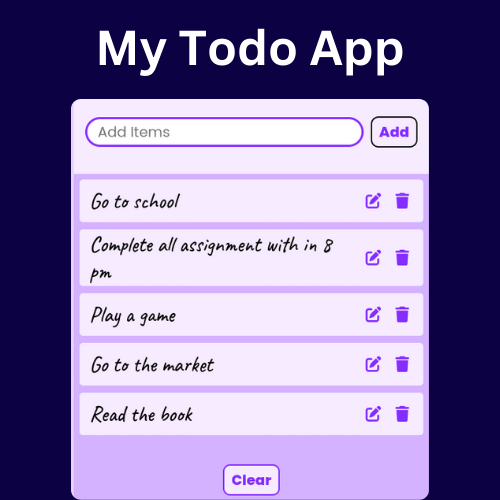 My Todo App
Add Items
Add
Go to school
Complete all assignment with in 8
pm
Play a game
Go to the market
Read the book
Clear